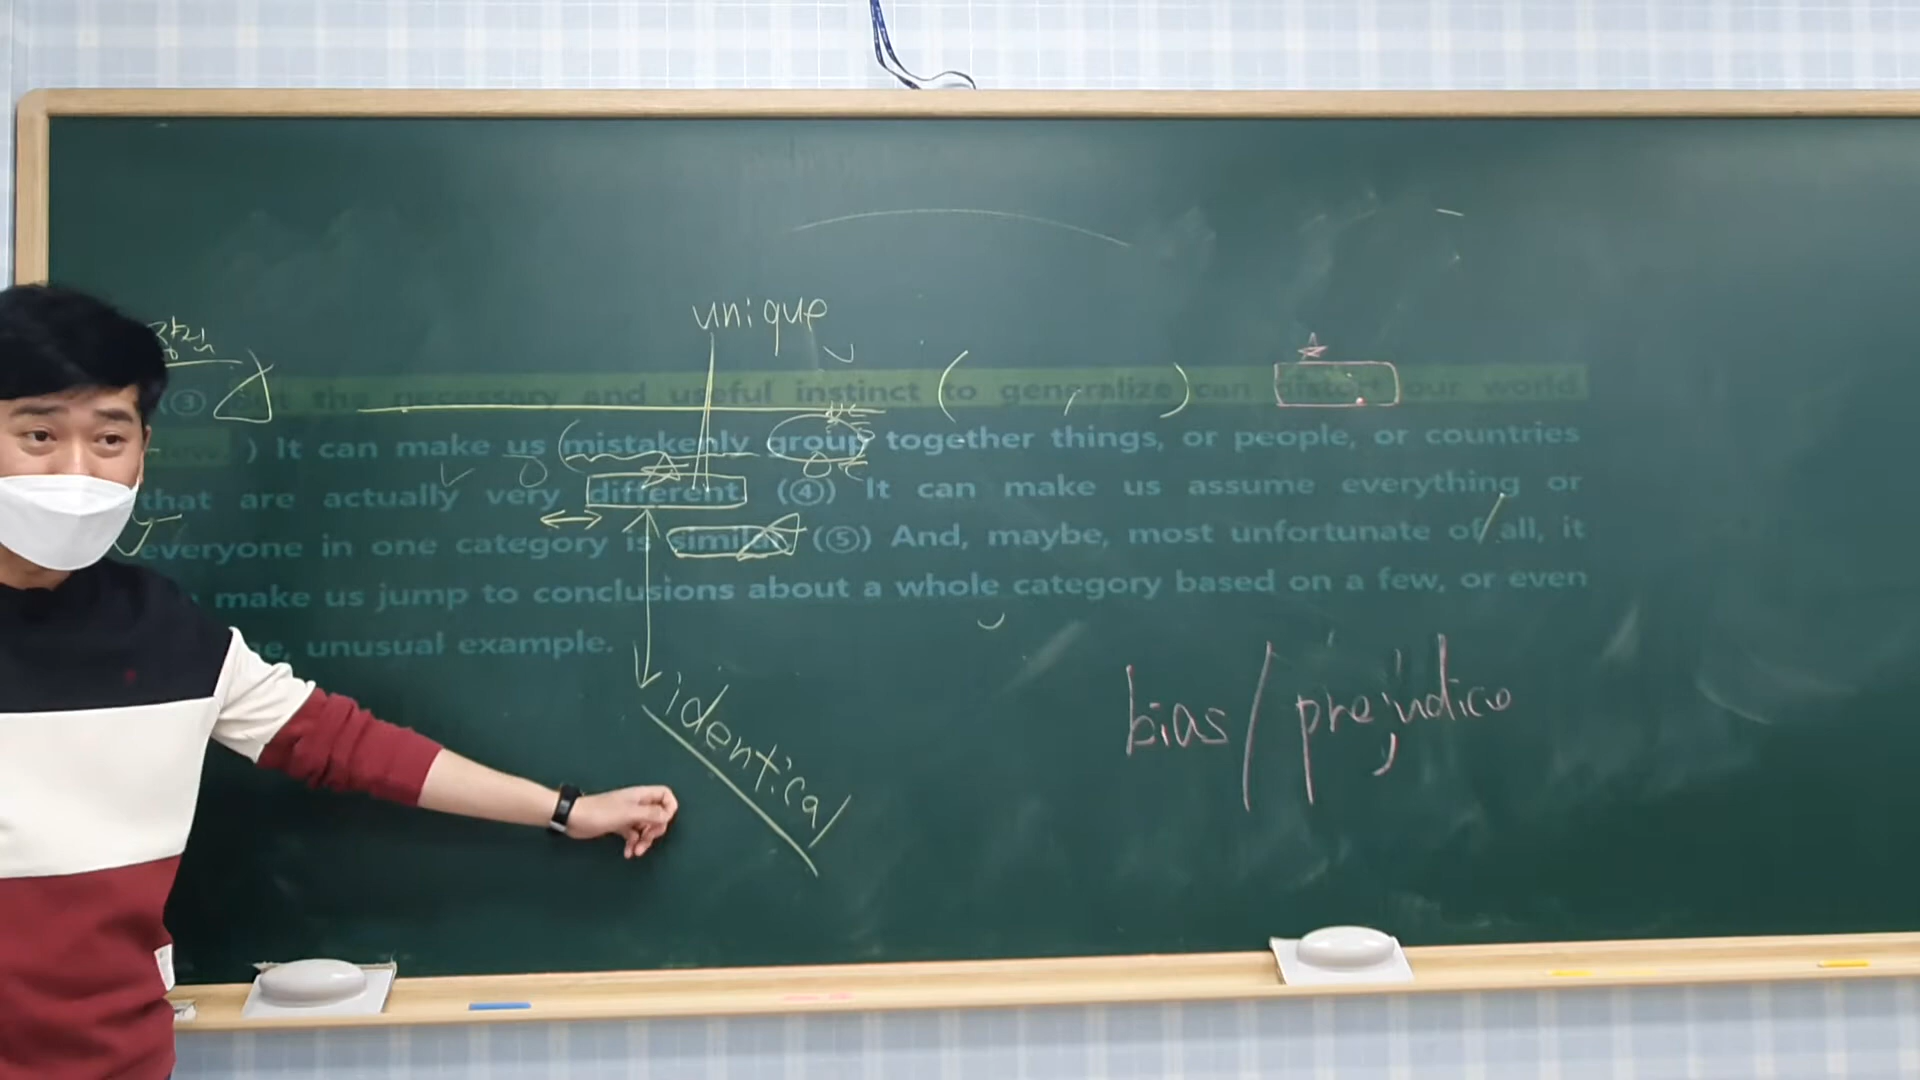 unique
(③) But the necessary and useful instinct (to generalize) can distort our world
view. ) It can make us (mistakenly group together things, or people, or countries
that are actually very different. (④) It can make us assume everything or
everyone in one category is similar. (⑤) And, maybe, most unfortunate of all, it
make us jump to conclusions about a whole category based on a few, or even
unusual example.
identical
bias/prejudice